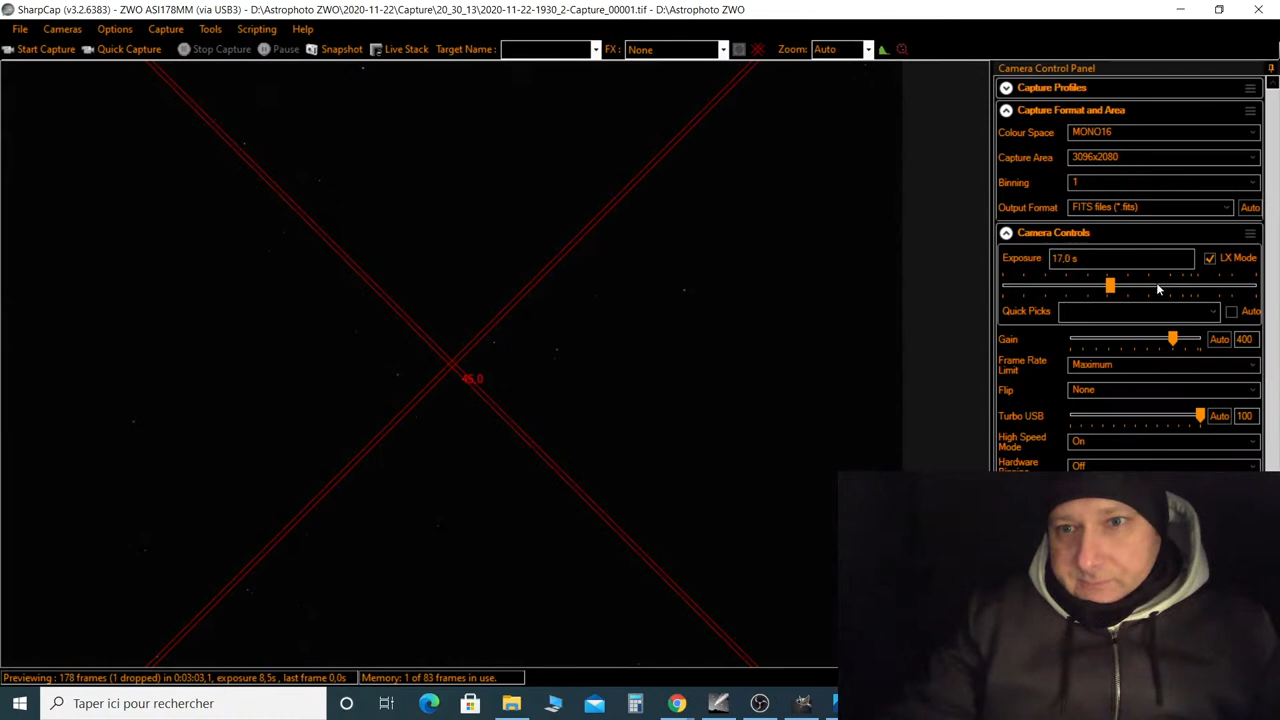 SharpCap (v3.2.6383) - ZWO ASI178MM (via USB3) - D:\Astrophoto ZWO\2020-11-22\Capture\20_30_13\2020-11-22-1930_2-Capture_00001.tif - D:\Astrophoto ZWO
File Cameras Options Capture Tools Scripting Help
Start Capture Quick Capture Stop Capture Pause Snapshot Live Stack Target Name : FX : None Zoom: Auto
Camera Control Panel
Capture Profiles
Capture Format and Area
Colour Space MONO16
Capture Area 3096x2080
Binning 1
Output Format FITS files (*.fits) Auto
Camera Controls
Exposure 17,0 s LX Mode
Quick Picks Auto
Gain Auto 400
Frame Rate Limit Maximum
Flip None
Turbo USB Auto 100
High Speed Mode On
Hardware Off
45,0
Previewing : 178 frames (1 dropped) in 0:03:03,1, exposure 8,5s , last frame 0,0s Memory: 1 of 83 frames in use.
Taper ici pour rechercher